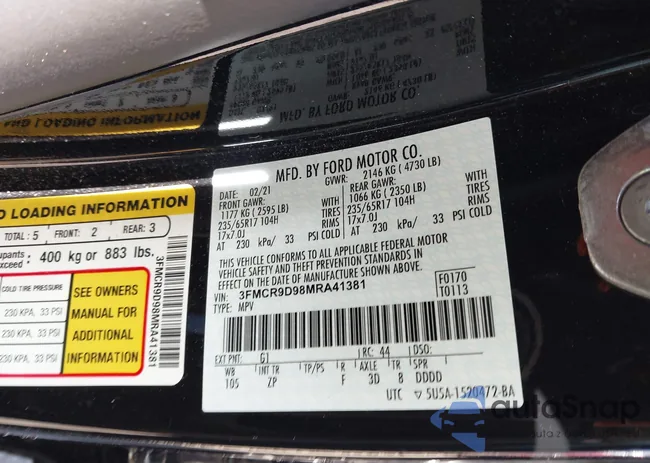 MFD. BY FORD MOTOR CO.
DATE: 02/21 GVWR: 2146 KG ( 4730 LB)
FRONT GAWR: REAR GAWR:
1177 KG (2595 LB) 1066 KG ( 2350 LB)
235/65R17 104H TIRES 235/65R17 104H TIRES
17x7.0J RIMS 17x7.0J RIMS
AT 230 kPa/ 33 PSI COLD AT 230 kPa/ 33 PSI COLD
THIS VEHICLE CONFORMS TO ALL APPLICABLE FEDERAL MOTOR
VEHICLE SAFETY AND THEFT PREVENTION STANDARDS IN
EFFECT ON THE DATE OF MANUFACTURE SHOWN ABOVE.
VIN: 3FMCR9D98MRA41381 F0170
TYPE: MPV T0113
EXT PNT: G1 RC: 44 DSO:
WB INT TR TP/PS R AXLE TR SPR
105 ZP F 3D 8 DDDD
UTC ▽ 5U5A-1520472-BA
LOADING INFORMATION
TOTAL : 5 FRONT: 2 REAR: 3
400 kg or 883 lbs.
COLD TIRE PRESSURE
230 KPA, 33 PSI
230 KPA, 33 PSI
SEE OWNERS
MANUAL FOR
ADDITIONAL
INFORMATION
3FMCR9D98MRA41381
MFD. BY FORD MOTOR CO.
autoSnap